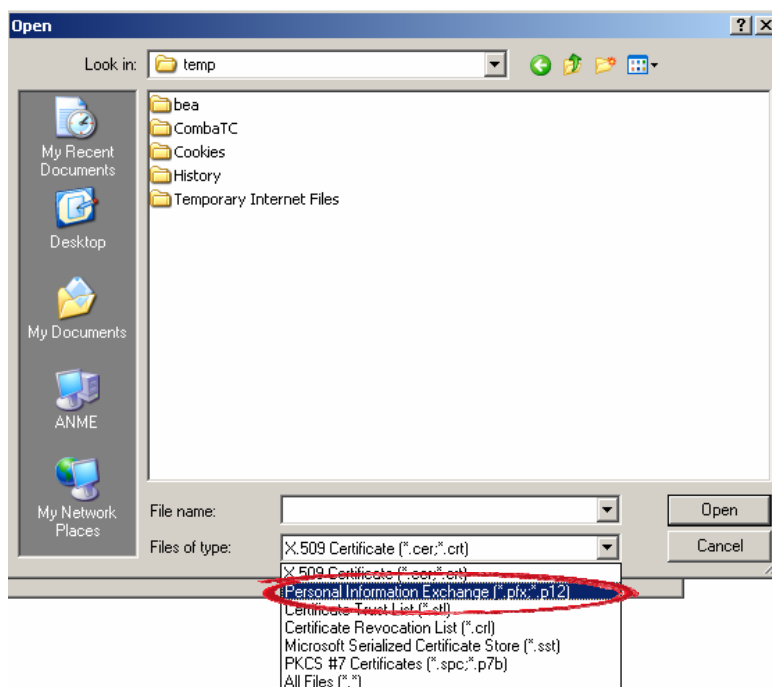 Open
Look in:
temp
bea
CombaTC
Cookies
History
Temporary Internet Files
My Recent
Documents
Desktop
My Documents
ANME
My Network
Places
File name:
Open
Files of type:
X.509 Certificate (*.cer;*.crt)
Cancel
X.509 Certificate (*.cer;*.crt)
Personal Information Exchange (*.pfx;*.p12)
Certificate Trust List (*.stl)
Certificate Revocation List (*.crl)
Microsoft Serialized Certificate Store (*.sst)
PKCS #7 Certificates (*.spc;*.p7b)
All Files (*.*)